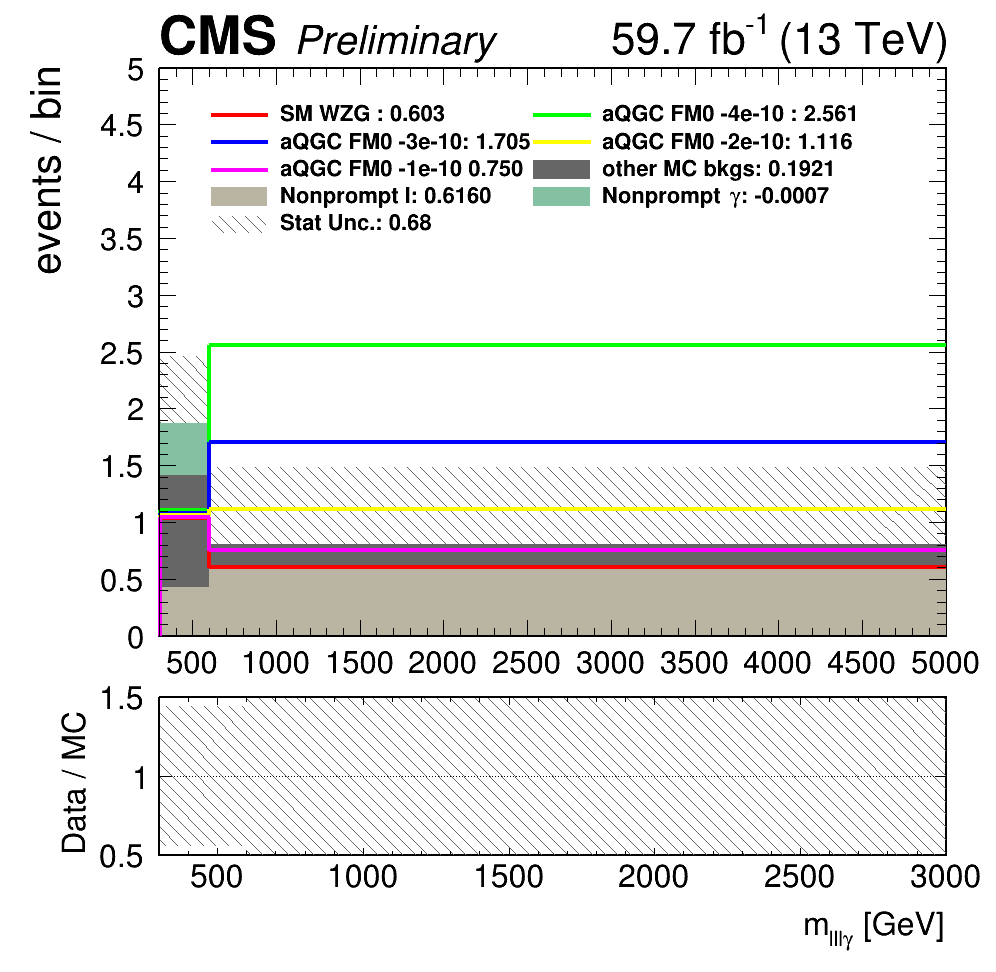 CMS Preliminary 59.7 fb-1 (13 TeV)
events / bin
5
4.5
4
3.5
3
2.5
2
1.5
1
0.5
0
SM WZG : 0.603
aQGC FM0 -4e-10 : 2.561
aQGC FM0 -3e-10: 1.705
aQGC FM0 -2e-10: 1.116
aQGC FM0 -1e-10 0.750
other MC bkgs: 0.1921
Nonprompt l: 0.6160
Nonprompt γ: -0.0007
Stat Unc.: 0.68
500 1000 1500 2000 2500 3000 3500 4000 4500 5000
Data / MC
1.5
1
0.5
500 1000 1500 2000 2500 3000
mlllγ [GeV]